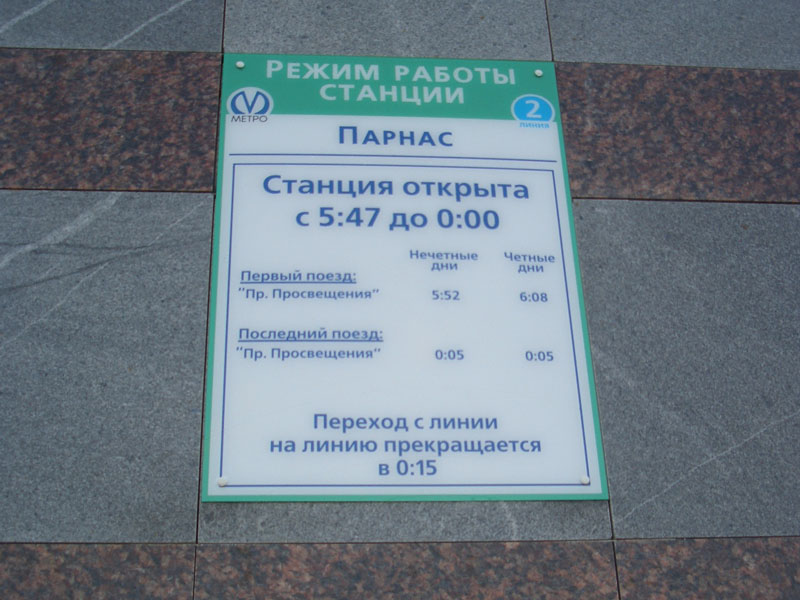 РЕЖИМ РАБОТЫ
СТАНЦИИ
МЕТРО
2
ЛИНИЯ
ПАРНАС
СТАНЦИЯ ОТКРЫТА
с 5:47 до 0:00
Нечетные дни Четные дни
Первый поезд:
"Пр. Просвещения" 5:52 6:08
Последний поезд:
"Пр. Просвещения" 0:05 0:05
Переход с линии
на линию прекращается
в 0:15